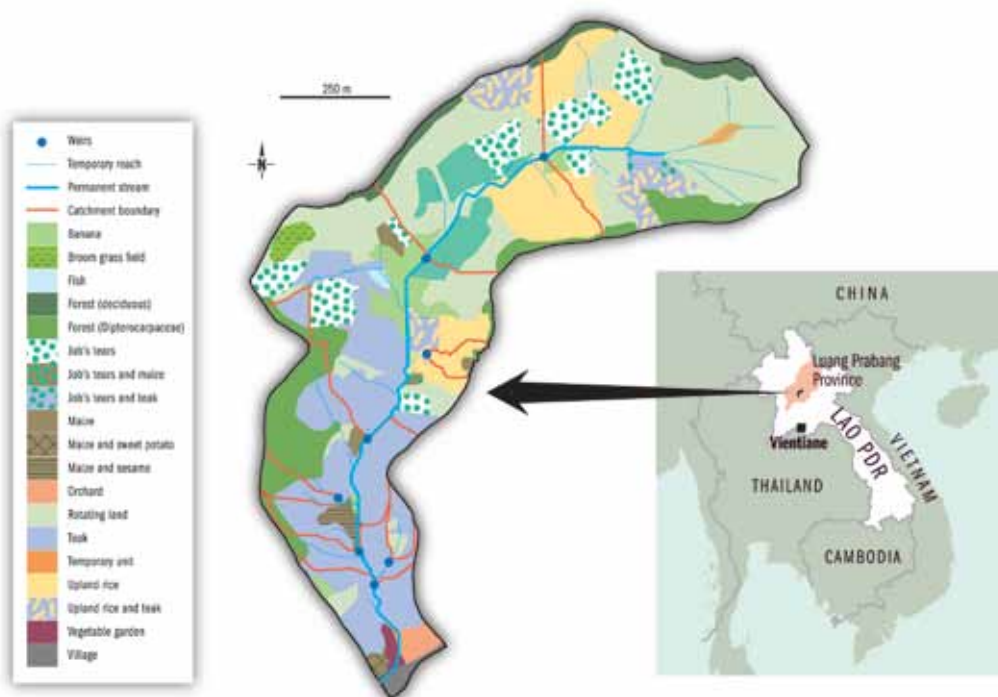 250 m
N
Weirs
Temporary reach
Permanent stream
Catchment boundary
Banana
Broom grass field
Fish
Forest (deciduous)
Forest (Dipterocarpaceae)
Job's tears
Job's tears and maize
Job's tears and teak
Maize
Maize and sweet potato
Maize and sesame
Orchard
Rotating land
Teak
Temporary unit
Upland rice
Upland rice and teak
Vegetable garden
Village
CHINA
Luang Prabang
Province
Vientiane
LAO PDR
VIETNAM
THAILAND
CAMBODIA